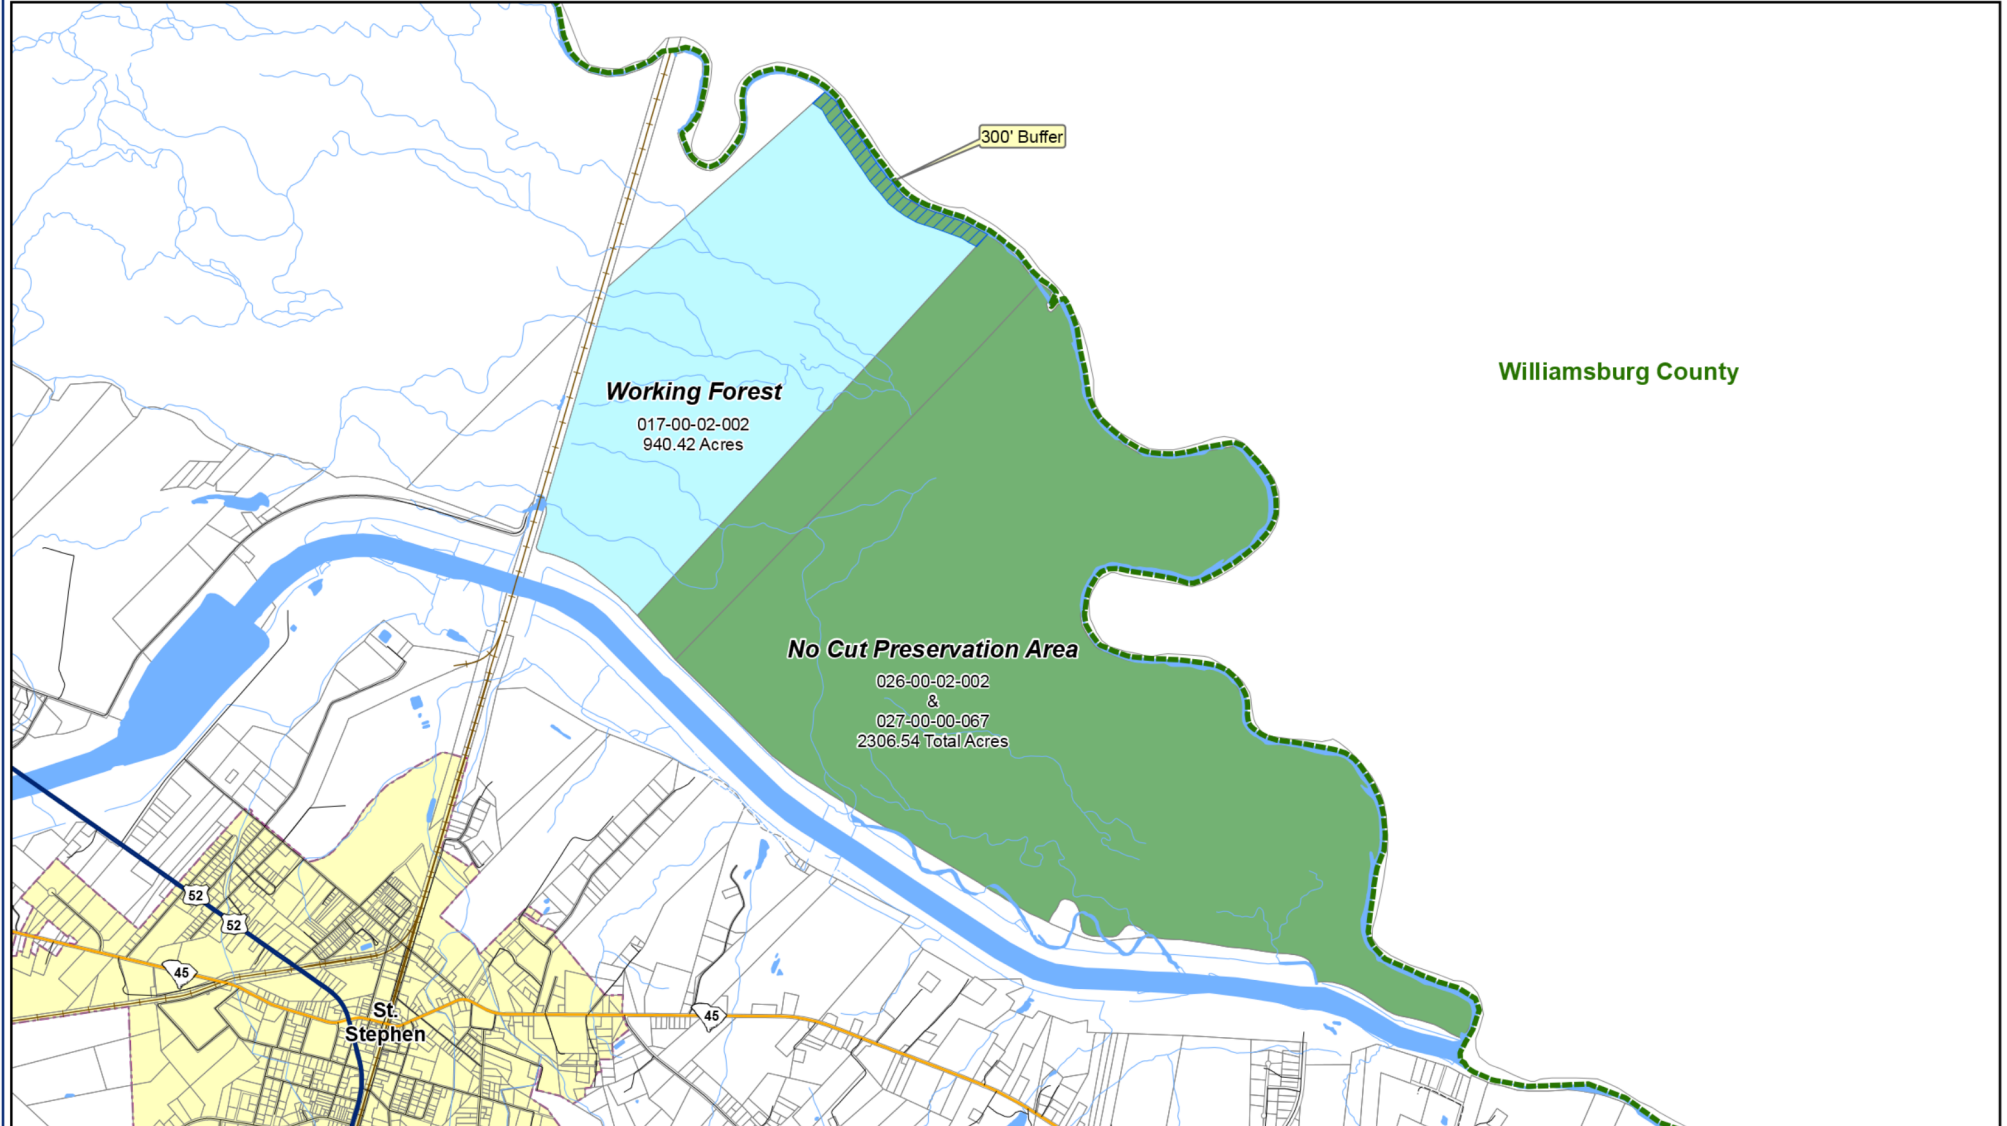 300' Buffer
Williamsburg County
Working Forest
017-00-02-002
940.42 Acres
No Cut Preservation Area
026-00-02-002
&
027-00-00-067
2306.54 Total Acres
52
52
45
St.
Stephen
45